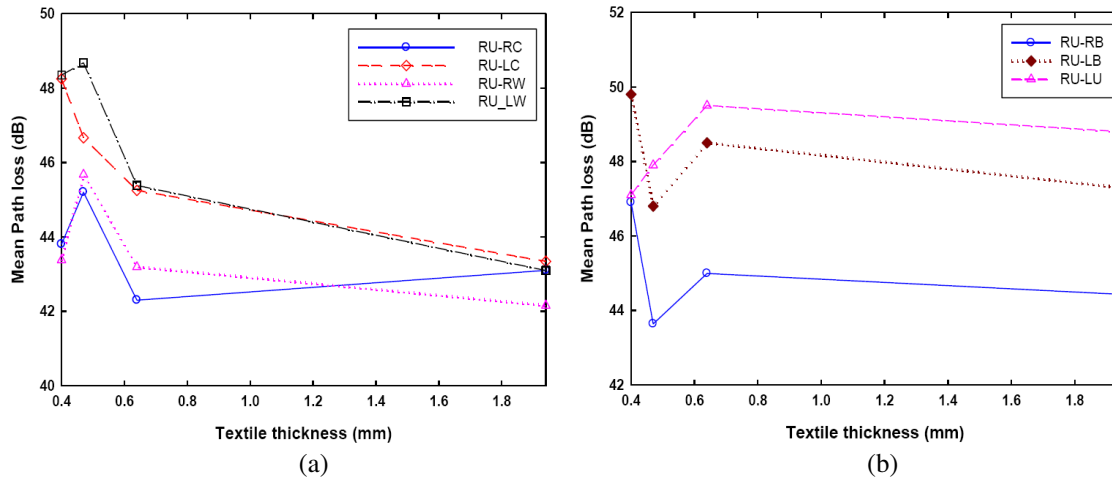 50
48
46
44
42
40
Mean Path loss (dB)
RU-RC
RU-LC
RU-RW
RU_LW
0.4 0.6 0.8 1.0 1.2 1.4 1.6 1.8
Textile thickness (mm)
(a)
52
50
48
46
44
42
Mean Path loss (dB)
RU-RB
RU-LB
RU-LU
0.4 0.6 0.8 1.0 1.2 1.4 1.6 1.8
Textile thickness (mm)
(b)